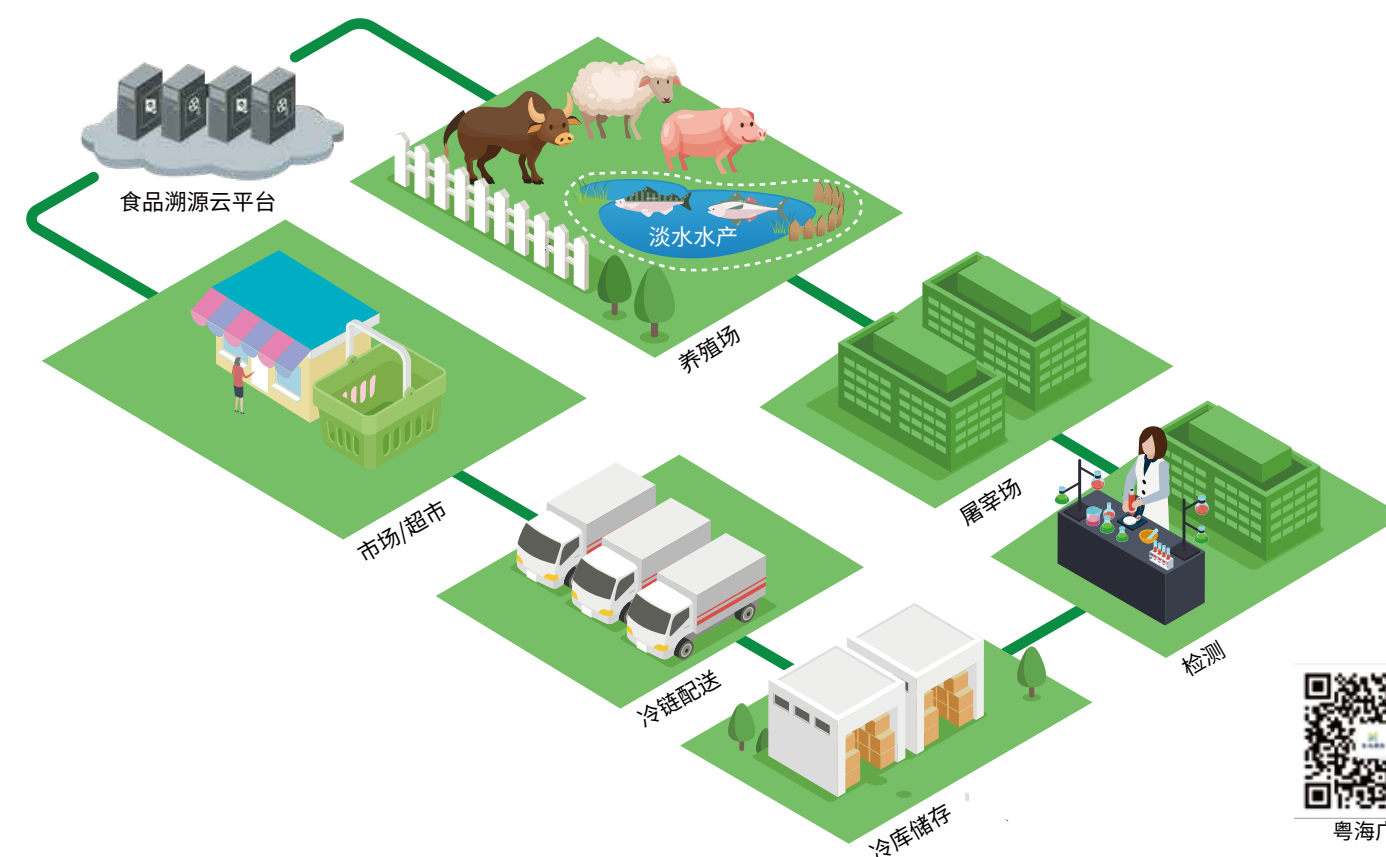 食品溯源云平台
淡水水产
养殖场
屠宰场
市场/超市
检测
冷链配送
冷库储存
粤海广